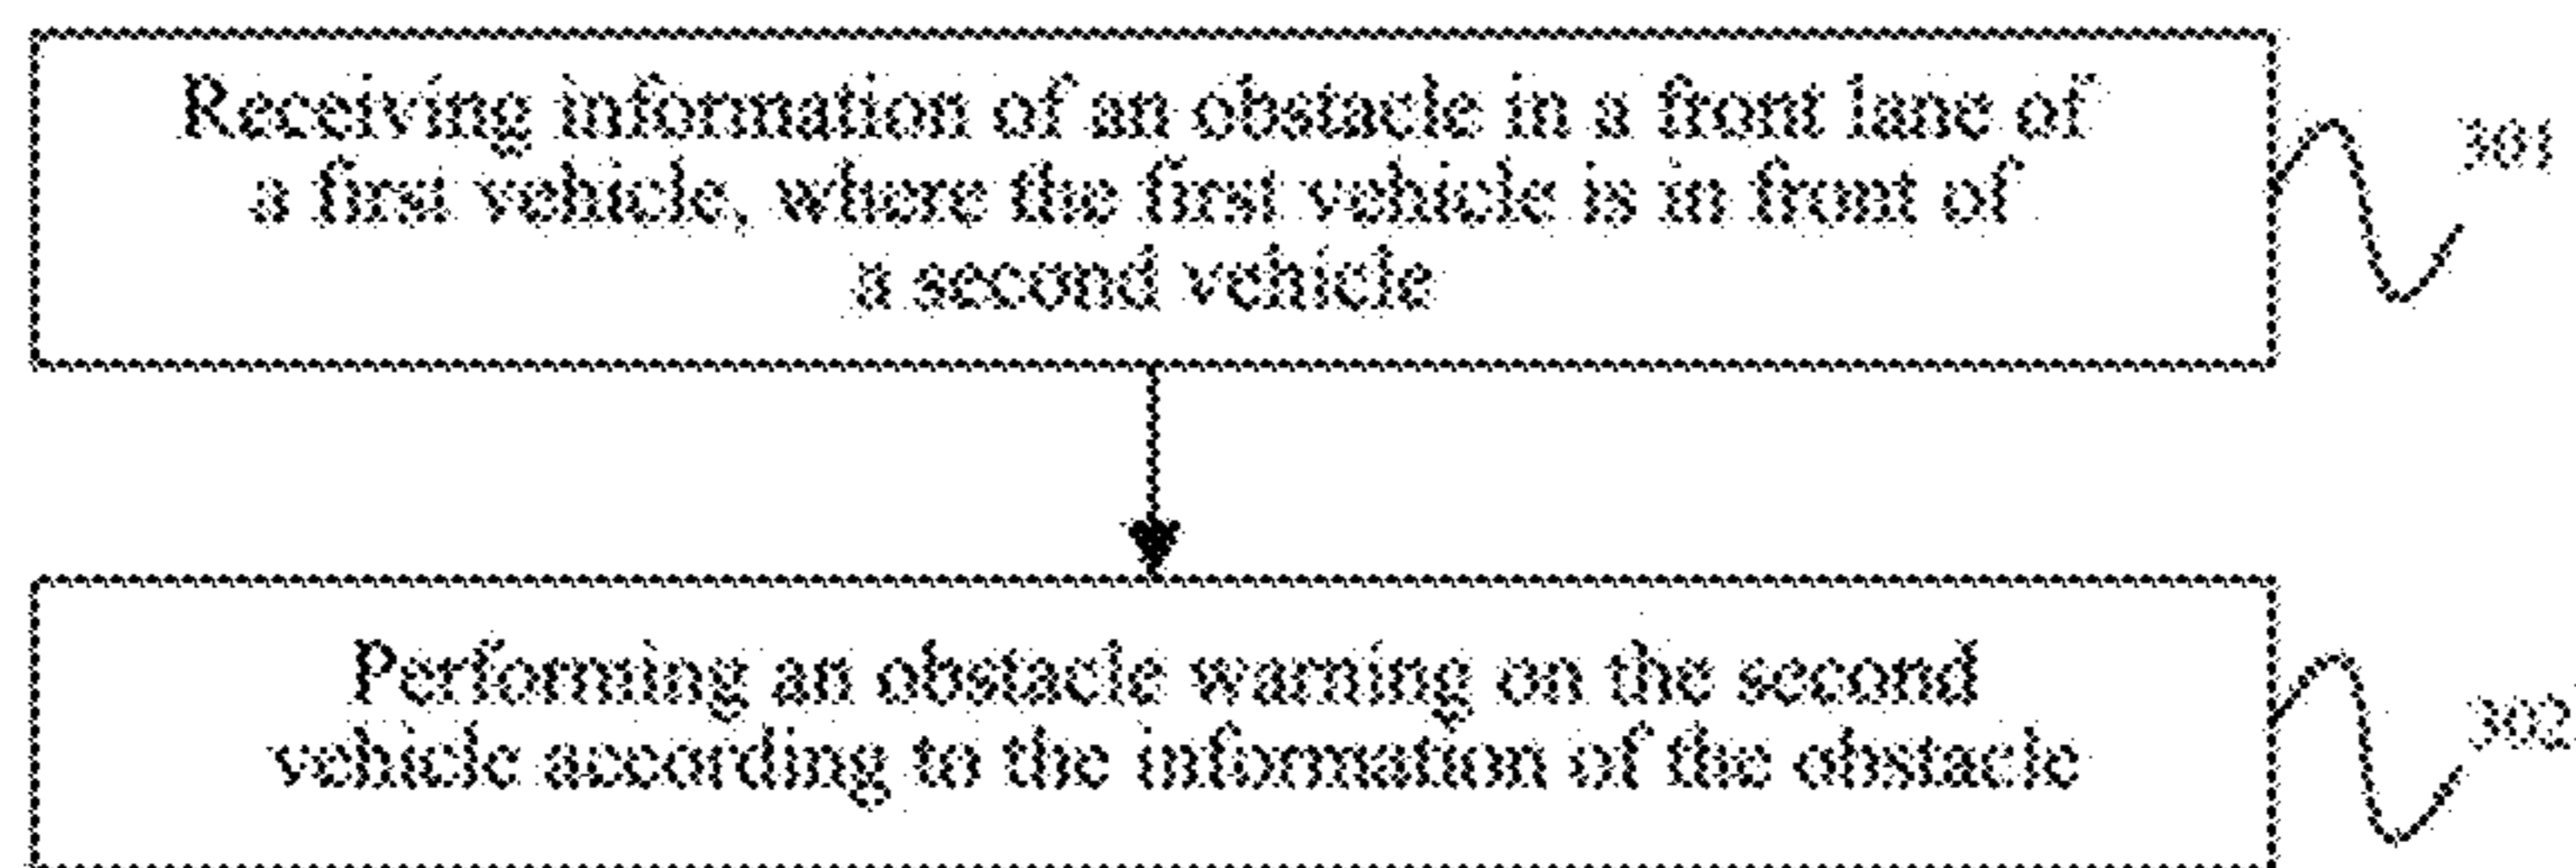 Receiving information of an obstacle in a front lane of
a first vehicle, where the first vehicle is in front of
a second vehicle
301
Performing an obstacle warning on the second
vehicle according to the information of the obstacle
302